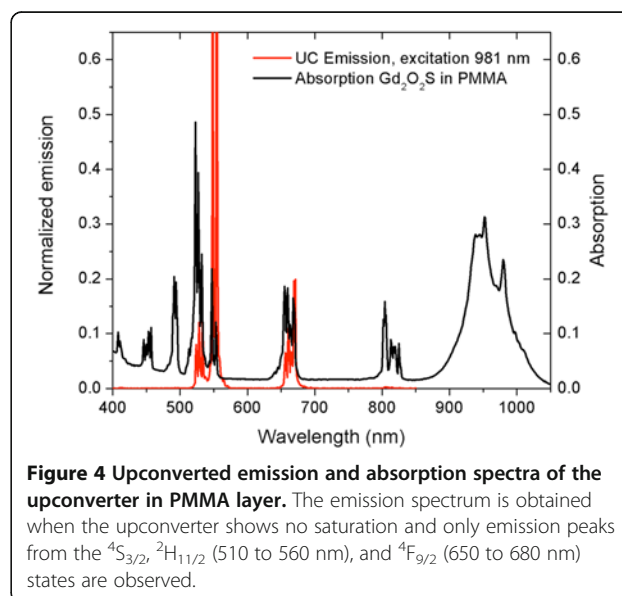 UC Emission, excitation 981 nm
Absorption Gd₂O₂S in PMMA
Normalized emission
0.6
0.5
0.4
0.3
0.2
0.1
0.0
Absorption
0.6
0.5
0.4
0.3
0.2
0.1
0.0
400 500 600 700 800 900 1000
Wavelength (nm)
Figure 4 Upconverted emission and absorption spectra of the
upconverter in PMMA layer. The emission spectrum is obtained
when the upconverter shows no saturation and only emission peaks
from the ⁴S₃/₂, ²H₁₁/₂ (510 to 560 nm), and ⁴F₉/₂ (650 to 680 nm)
states are observed.